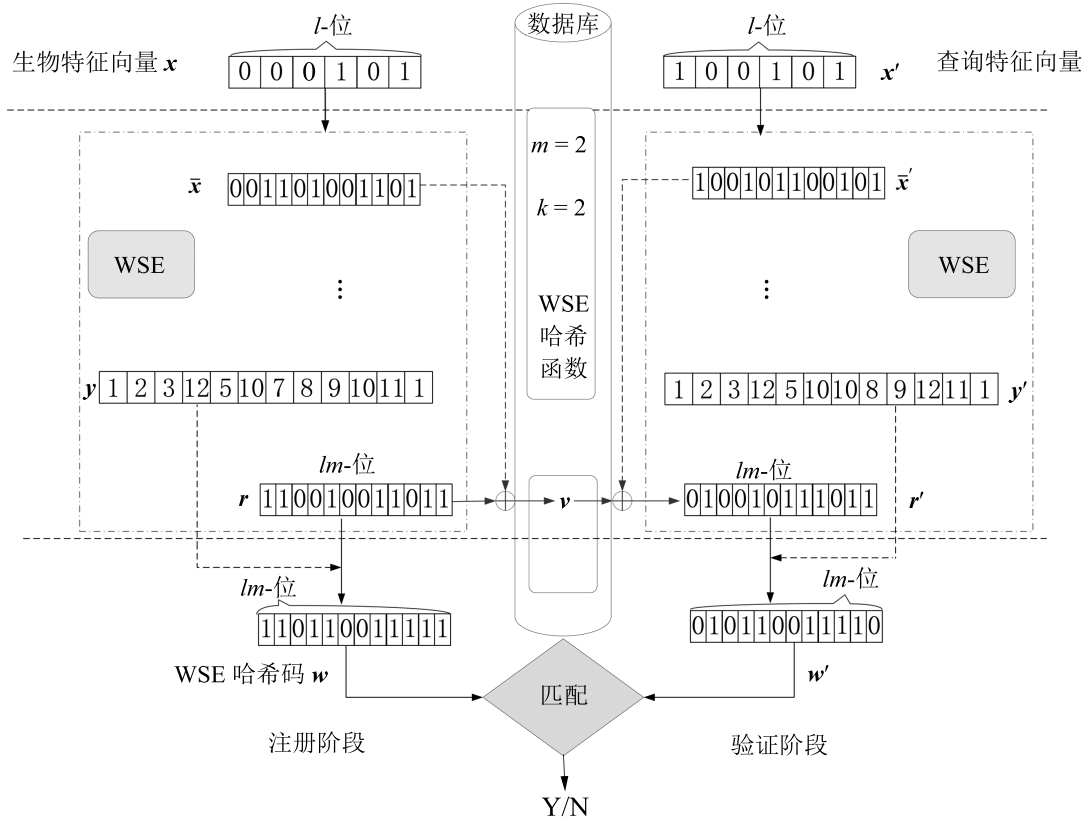 l-位
数据库
l-位
生物特征向量 x
0 0 0 1 0 1
1 0 0 1 0 1
x′
查询特征向量
m = 2
x̄
001101001101
100101100101
x̄′
k = 2
WSE
WSE
⋮
⋮
WSE
哈希
函数
y
1 2 3 12 5 10 7 8 9 10 11 1
1 2 3 12 5 10 10 8 9 12 11 1
y′
lm-位
lm-位
r
110010011011
v
010010111011
r′
lm-位
lm-位
110110011111
010110011110
WSE 哈希码 w
w′
匹配
注册阶段
验证阶段
Y/N